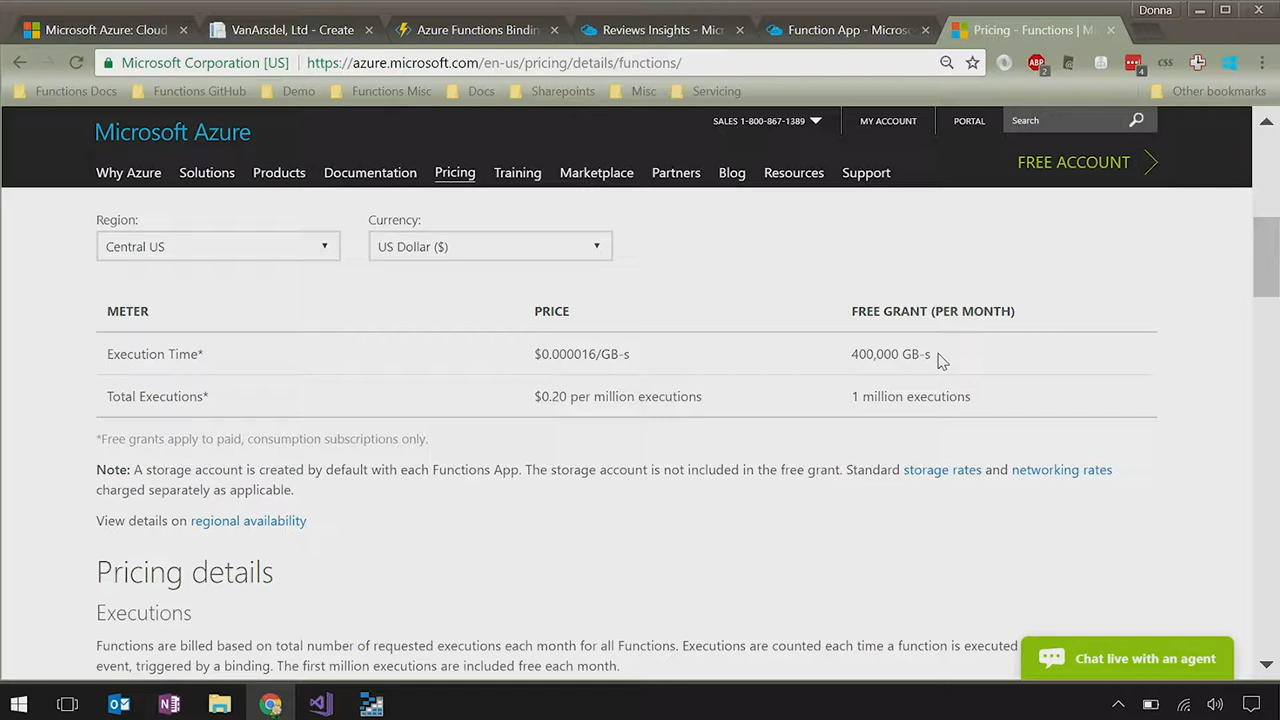 Donna
Microsoft Azure: Cloud
VanArsdel, Ltd - Create
Azure Functions Bindin
Reviews Insights - Micr
Function App - Microso
Pricing - Functions | Mi
Microsoft Corporation [US]
https://azure.microsoft.com/en-us/pricing/details/functions/
ABP
2
4
CSS
Functions Docs
Functions GitHub
Demo
Functions Misc
Docs
Sharepoints
Misc
Servicing
Other bookmarks
Microsoft Azure
SALES 1-800-867-1389
MY ACCOUNT
PORTAL
Search
Why Azure
Solutions
Products
Documentation
Pricing
Training
Marketplace
Partners
Blog
Resources
Support
FREE ACCOUNT
Region:
Currency:
Central US
US Dollar ($)
METER PRICE FREE GRANT (PER MONTH)
Execution Time* $0.000016/GB-s 400,000 GB-s
Total Executions* $0.20 per million executions 1 million executions
*Free grants apply to paid, consumption subscriptions only.
Note: A storage account is created by default with each Functions App. The storage account is not included in the free grant. Standard storage rates and networking rates
charged separately as applicable.
View details on regional availability
Pricing details
Executions
Functions are billed based on total number of requested executions each month for all Functions. Executions are counted each time a function is executed
event, triggered by a binding. The first million executions are included free each month.
Chat live with an agent